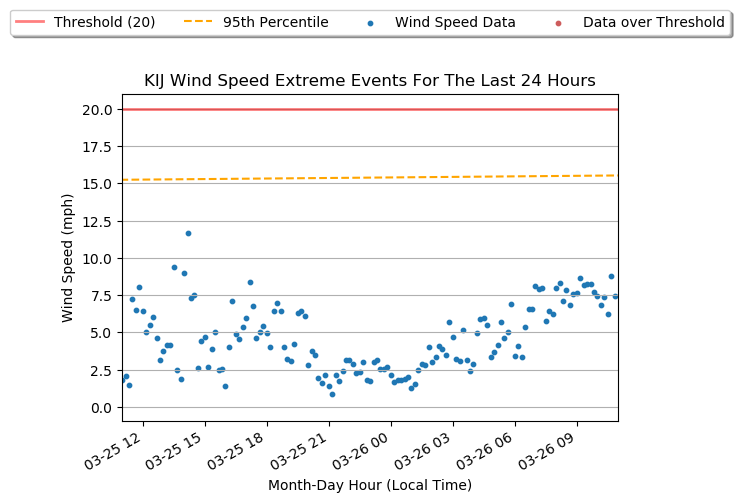 Threshold (20) 95th Percentile Wind Speed Data Data over Threshold
KIJ Wind Speed Extreme Events For The Last 24 Hours
20.0
17.5
15.0
12.5
10.0
7.5
5.0
2.5
0.0
Wind Speed (mph)
03-25 12 03-25 15 03-25 18 03-25 21 03-26 00 03-26 03 03-26 06 03-26 09
Month-Day Hour (Local Time)